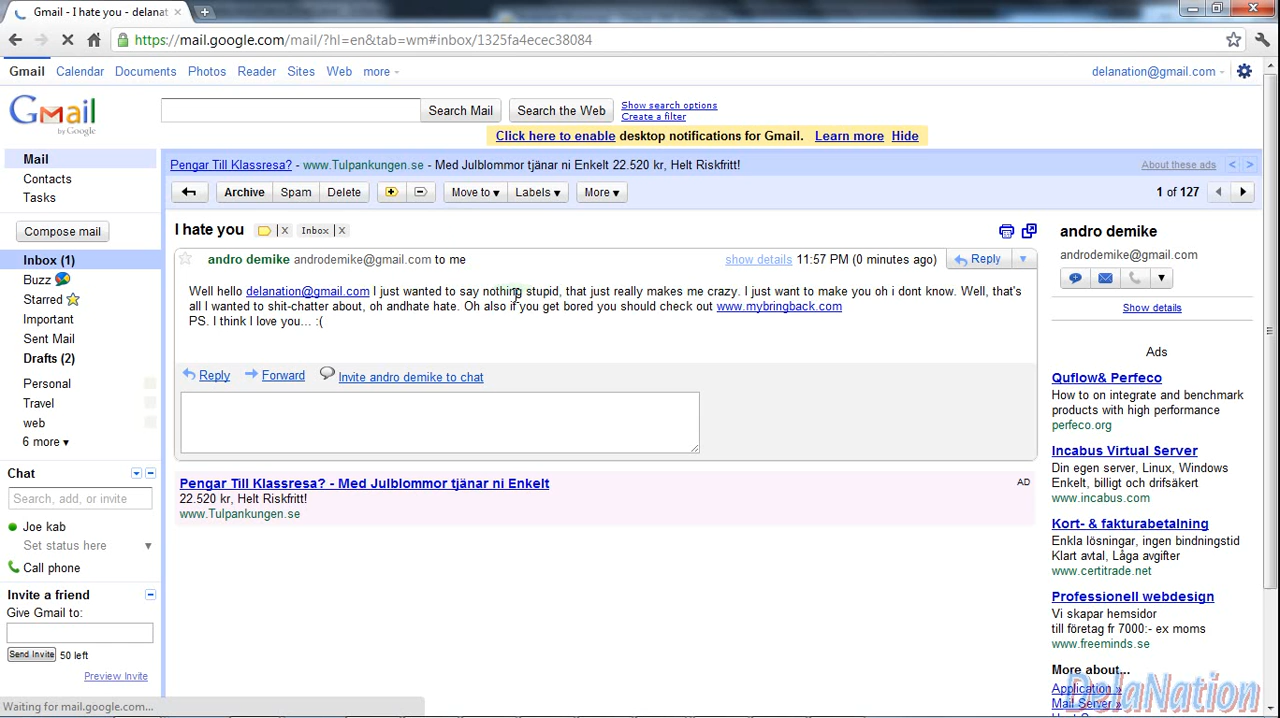 Gmail - I hate you - delanat
https://mail.google.com/mail/?hl=en&tab=wm#inbox/1325fa4ecec38084
Gmail Calendar Documents Photos Reader Sites Web more
delanation@gmail.com
Gmail
by Google
Search Mail
Search the Web
Show search options
Create a filter
Click here to enable desktop notifications for Gmail. Learn more Hide
Mail
Contacts
Tasks
Compose mail
Inbox (1)
Buzz
Starred
Important
Sent Mail
Drafts (2)
Personal
Travel
web
6 more
Chat
Search, add, or invite
Joe kab
Set status here
Call phone
Invite a friend
Give Gmail to:
Send Invite 50 left
Preview Invite
Pengar Till Klassresa? - www.Tulpankungen.se - Med Julblommor tjänar ni Enkelt 22.520 kr, Helt Riskfritt!
About these ads < >
Archive Spam Delete Move to Labels More
1 of 127
I hate you X Inbox X
andro demike androdemike@gmail.com to me
show details 11:57 PM (0 minutes ago) Reply
Well hello delanation@gmail.com I just wanna to say nothing stupid, that just really makes me crazy. I just want to make you oh i dont know. Well, that's
all I wanted to shit-chatter about, oh andhate hate. Oh also if you get bored you should check out www.mybringback.com
PS. I think I love you... :(
Reply Forward Invite andro demike to chat
Pengar Till Klassresa? - Med Julblommor tjänar ni Enkelt
22.520 kr, Helt Riskfritt!
www.Tulpankungen.se
AD
andro demike
androdemike@gmail.com
Show details
Ads
Quflow& Perfeco
How to on integrate and benchmark
products with high performance
perfeco.org
Incabus Virtual Server
Din egen server, Linux, Windows
Enkelt, billigt och drifsäkert
www.incabus.com
Kort- & fakturabetalning
Enkla lösningar, ingen bindningstid
Klart avtal, Låga avgifter
www.certitrade.net
Professionell webdesign
Vi skapar hemsidor
till företag fr 7000:- ex moms
www.freeminds.se
More about...
Application »
Mail Server »
DelaNation
Waiting for mail.google.com...